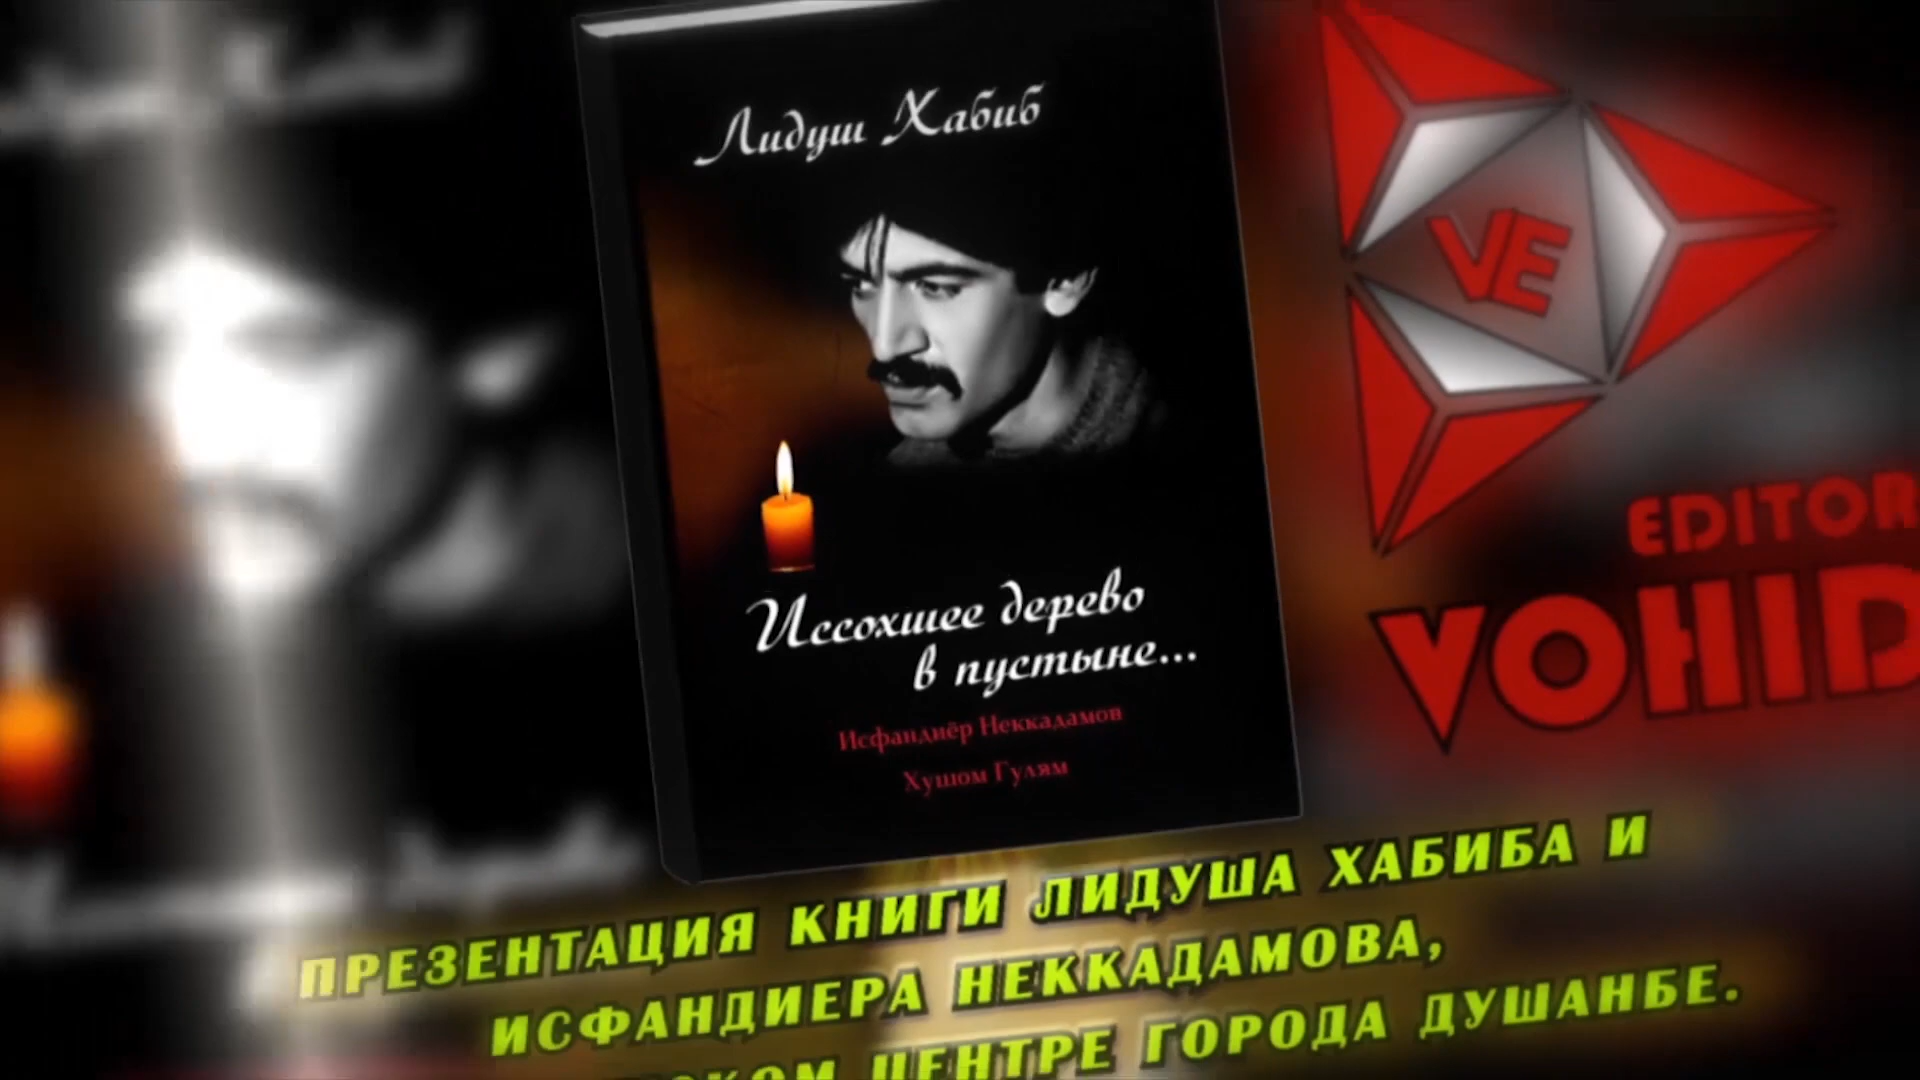 Лидуш Хабиб
VE
EDITOR
VOHID
Иссохшее дерево
в пустыне...
Исфандиёр Неккадамов
Хушом Гулям
ПРЕЗЕНТАЦИЯ КНИГИ ЛИДУША ХАБИБА И
ИСФАНДИЕРА НЕККАДАМОВА,
ЦЕНТРЕ ГОРОДА ДУШАНБЕ.